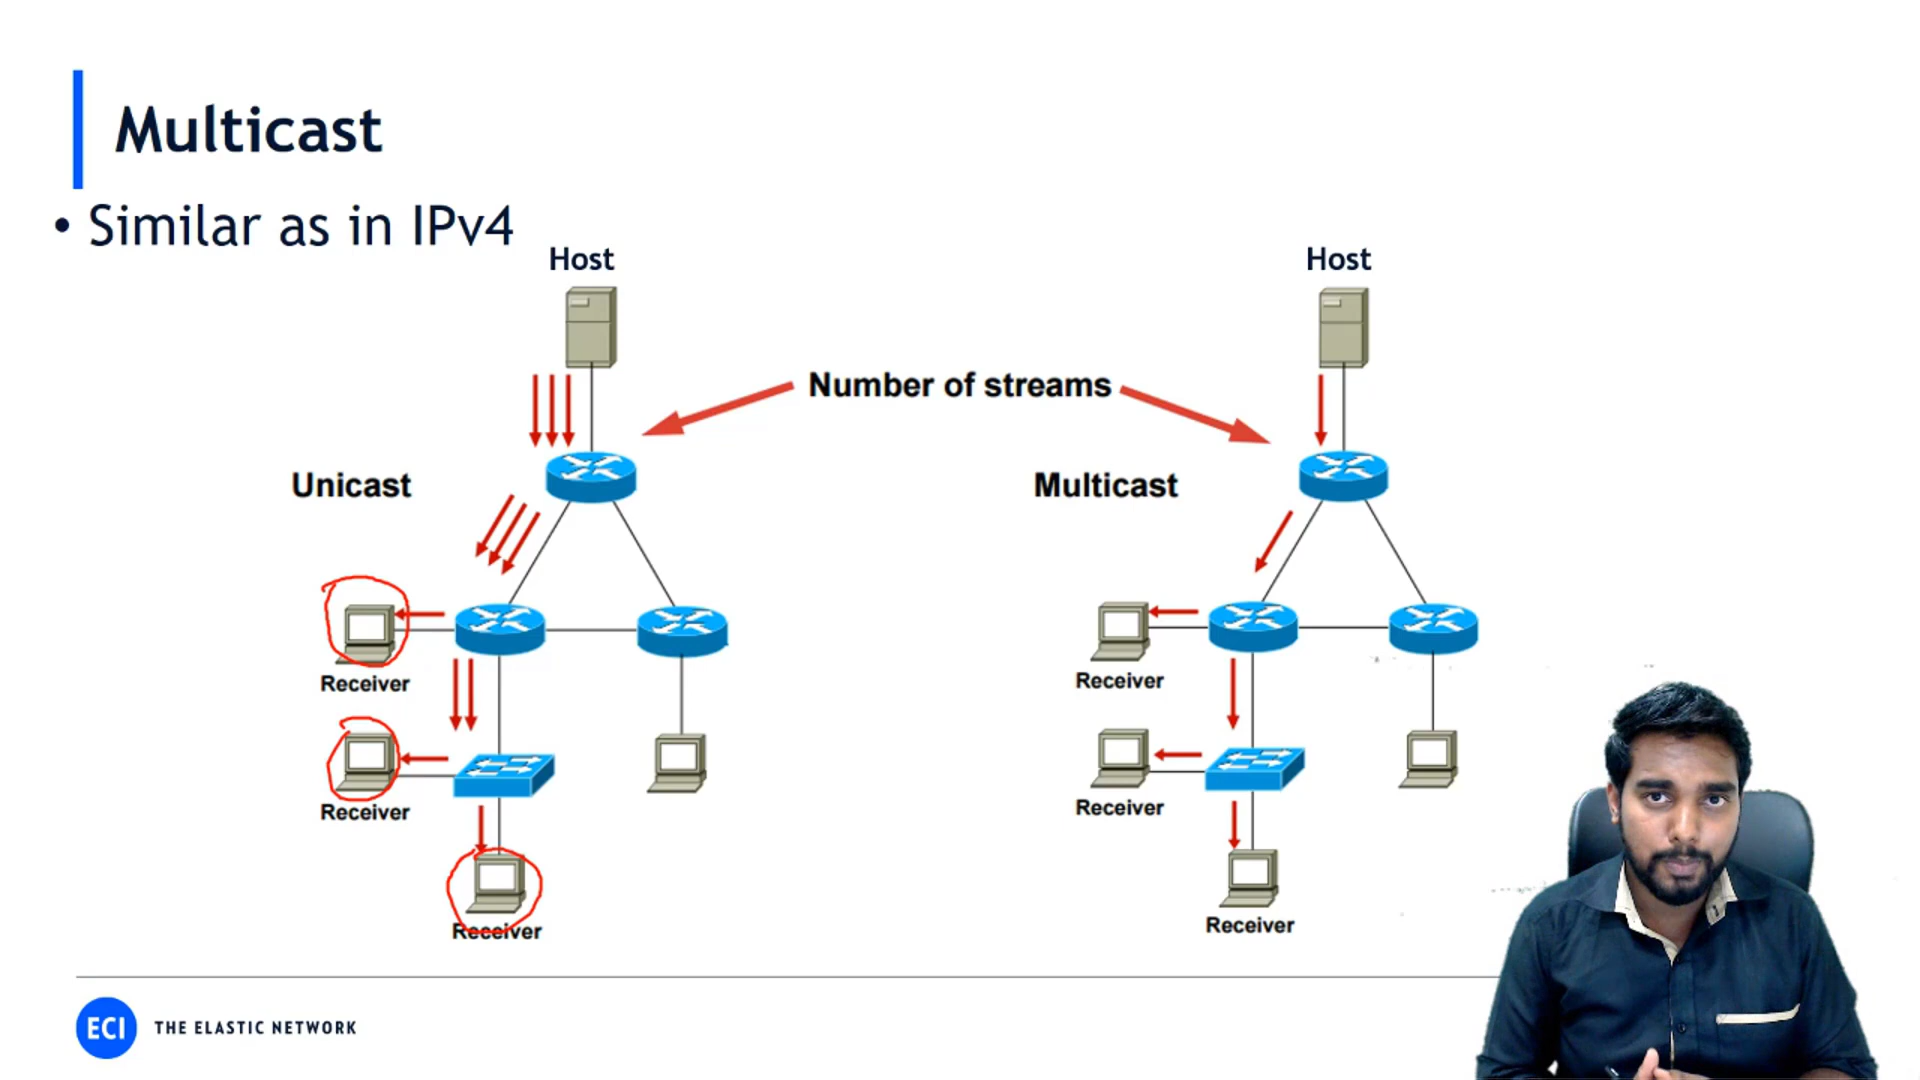 Multicast
• Similar as in IPv4
Host
Host
Number of streams
Unicast
Multicast
Receiver
Receiver
Receiver
Receiver
Receiver
Receiver
ECI THE ELASTIC NETWORK